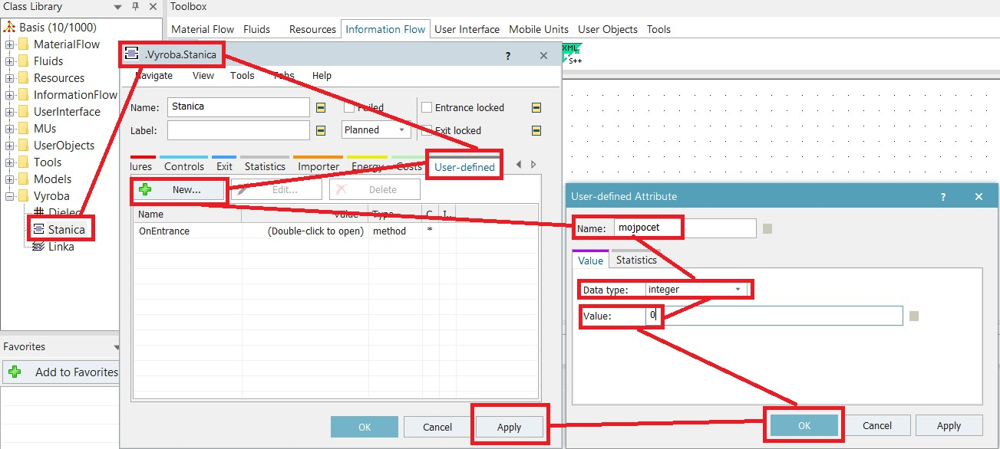 Class Library
Toolbox
Basis (10/1000)
MaterialFlow
Fluids
Resources
InformationFlow
UserInterface
MUs
UserObjects
Tools
Models
Vyroba
Stanica
Linka
Favorites
Add to Favorites
Material Flow Fluids Resources Information Flow User Interface Mobile Units User Objects Tools
XML
S++
.Vyroba.Stanica ? ×
Navigate View Tools Tabs Help
Name: Stanica Failed Entrance locked
Label: Planned Exit locked
lures Controls Exit Statistics Importer Energy Costs User-defined
New... Edit... Delete
Name Value Type C I...
OnEntrance (Double-click to open) method *
OK Cancel Apply
User-defined Attribute ? ×
Name: mojpocet
Value Statistics
Data type: integer
Value: 0
OK Cancel Apply